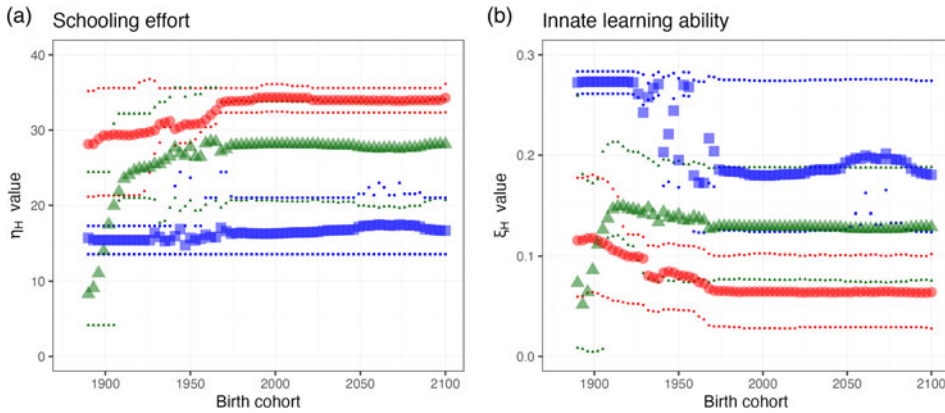 (a) Schooling effort
40
30
20
10
0
ηH value
1900 1950 2000 2050 2100
Birth cohort
(b) Innate learning ability
0.3
0.2
0.1
0.0
ξH value
1900 1950 2000 2050 2100
Birth cohort